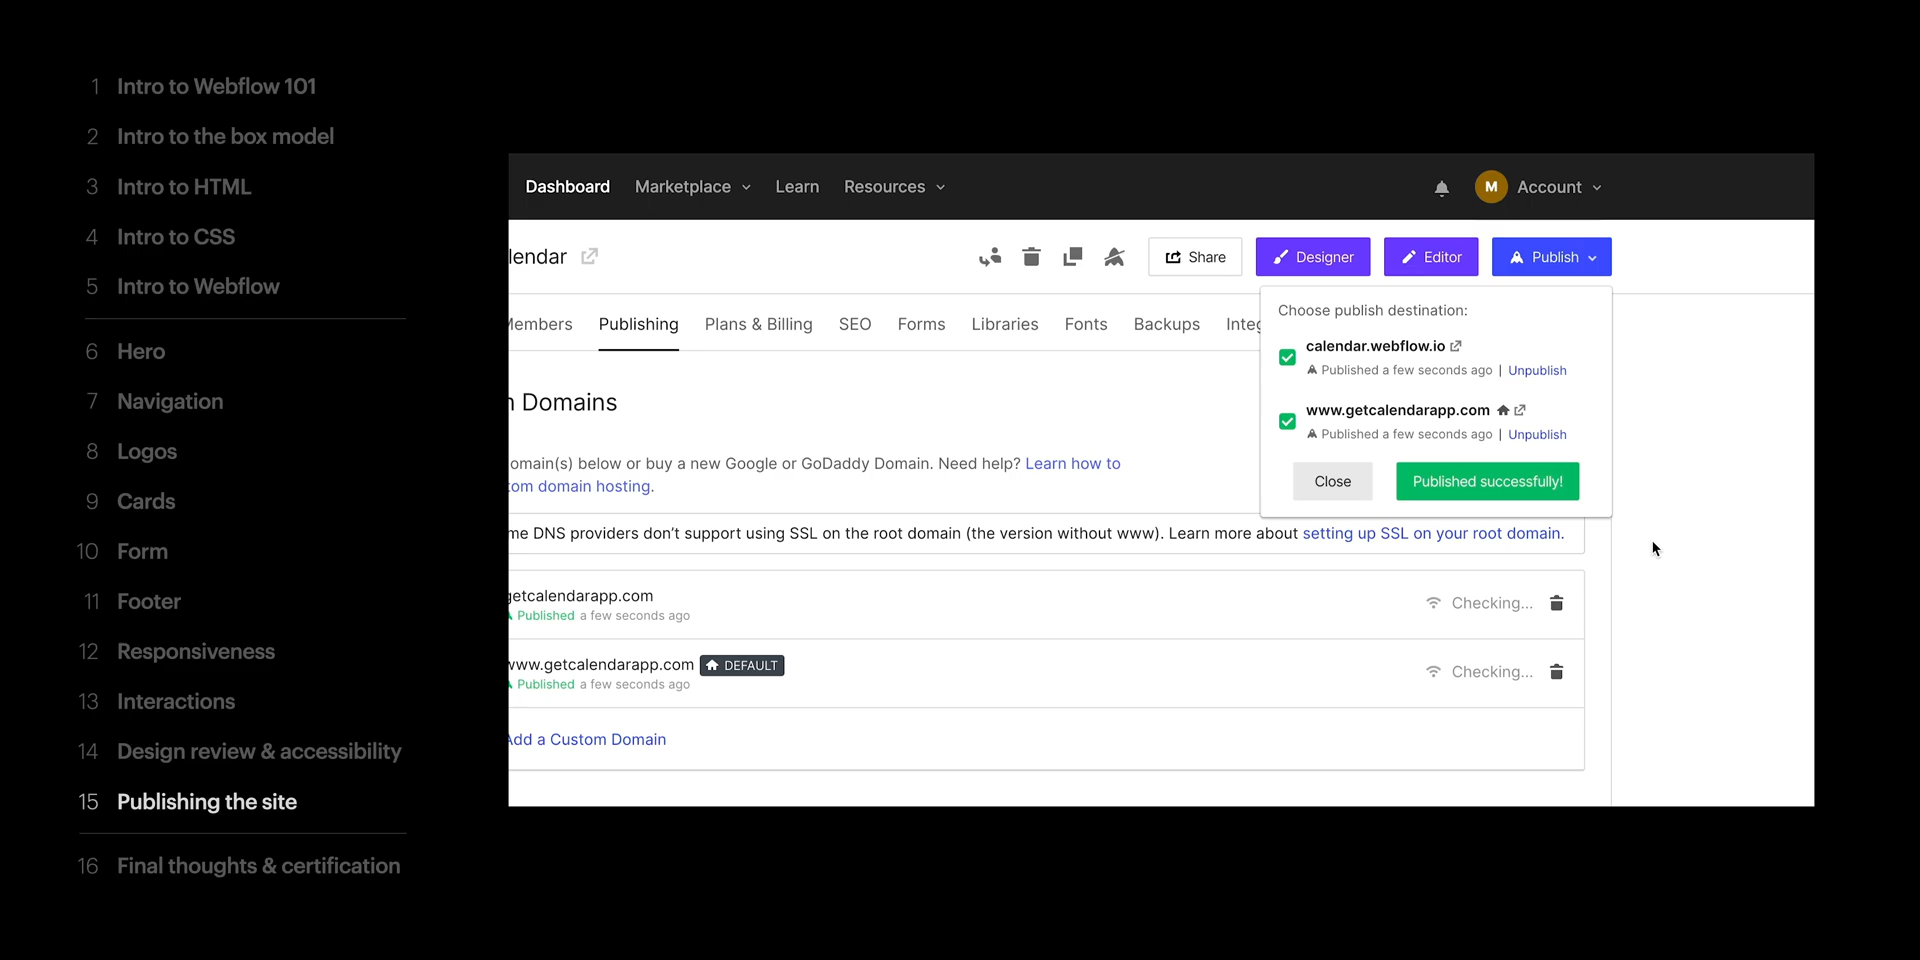 1 Intro to Webflow 101
2 Intro to the box model
3 Intro to HTML
4 Intro to CSS
5 Intro to Webflow
6 Hero
7 Navigation
8 Logos
9 Cards
10 Form
11 Footer
12 Responsiveness
13 Interactions
14 Design review & accessibility
15 Publishing the site
16 Final thoughts & certification
Dashboard Marketplace Learn Resources M Account
lendar Share Designer Editor Publish
Members Publishing Plans & Billing SEO Forms Libraries Fonts Backups Integ
Choose publish destination:
calendar.webflow.io
Published a few seconds ago | Unpublish
www.getcalendarapp.com
Published a few seconds ago | Unpublish
Close Published successfully!
n Domains
omain(s) below or buy a new Google or GoDaddy Domain. Need help? Learn how to
tom domain hosting.
me DNS providers don’t support using SSL on the root domain (the version without www). Learn more about setting up SSL on your root domain.
getcalendarapp.com Checking...
Published a few seconds ago
www.getcalendarapp.com DEFAULT Checking...
Published a few seconds ago
Add a Custom Domain